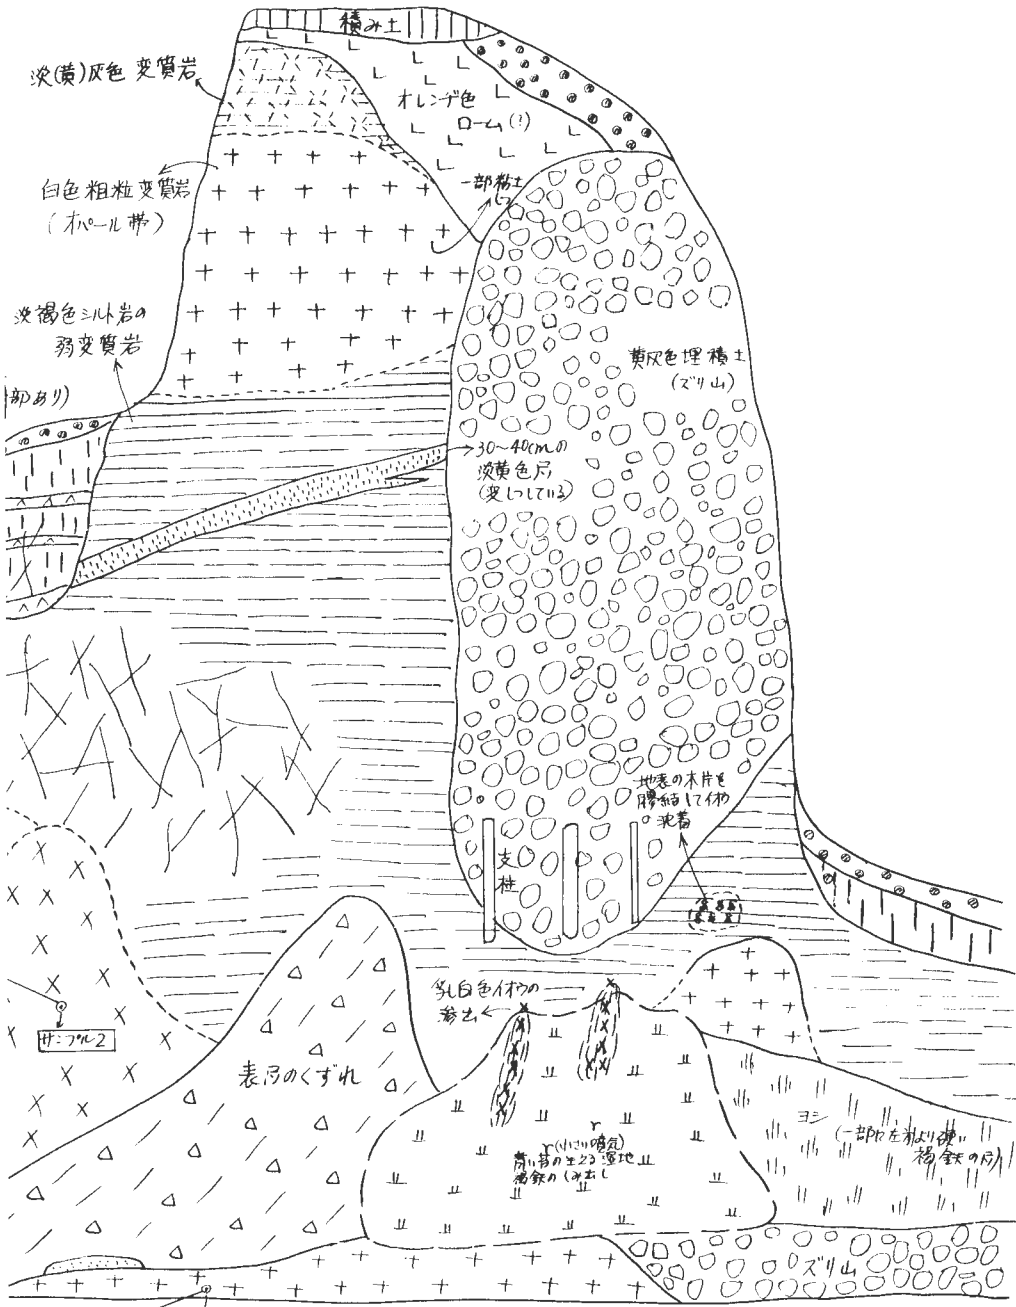 積み土
淡(黄)灰色 変質岩
オレンヂ色
ローム(?)
白色粗粒変質岩
(オパール帯)
一部粘土
淡褐色シルト岩の
弱変質岩
黄灰色埋積土
(ズリ山)
部あり)
30〜40cmの
淡黄色层
地表の木片を
膠結してイオウ
沈着
支柱
乳白色イオウの
滲出
サンプル2
表层のくずれ
ヨシ
(一部に左前より硬い
褐鉄の层)
(小さい噴気)
青い苔の生える湿地
褐鉄のしみ出し
ズリ山